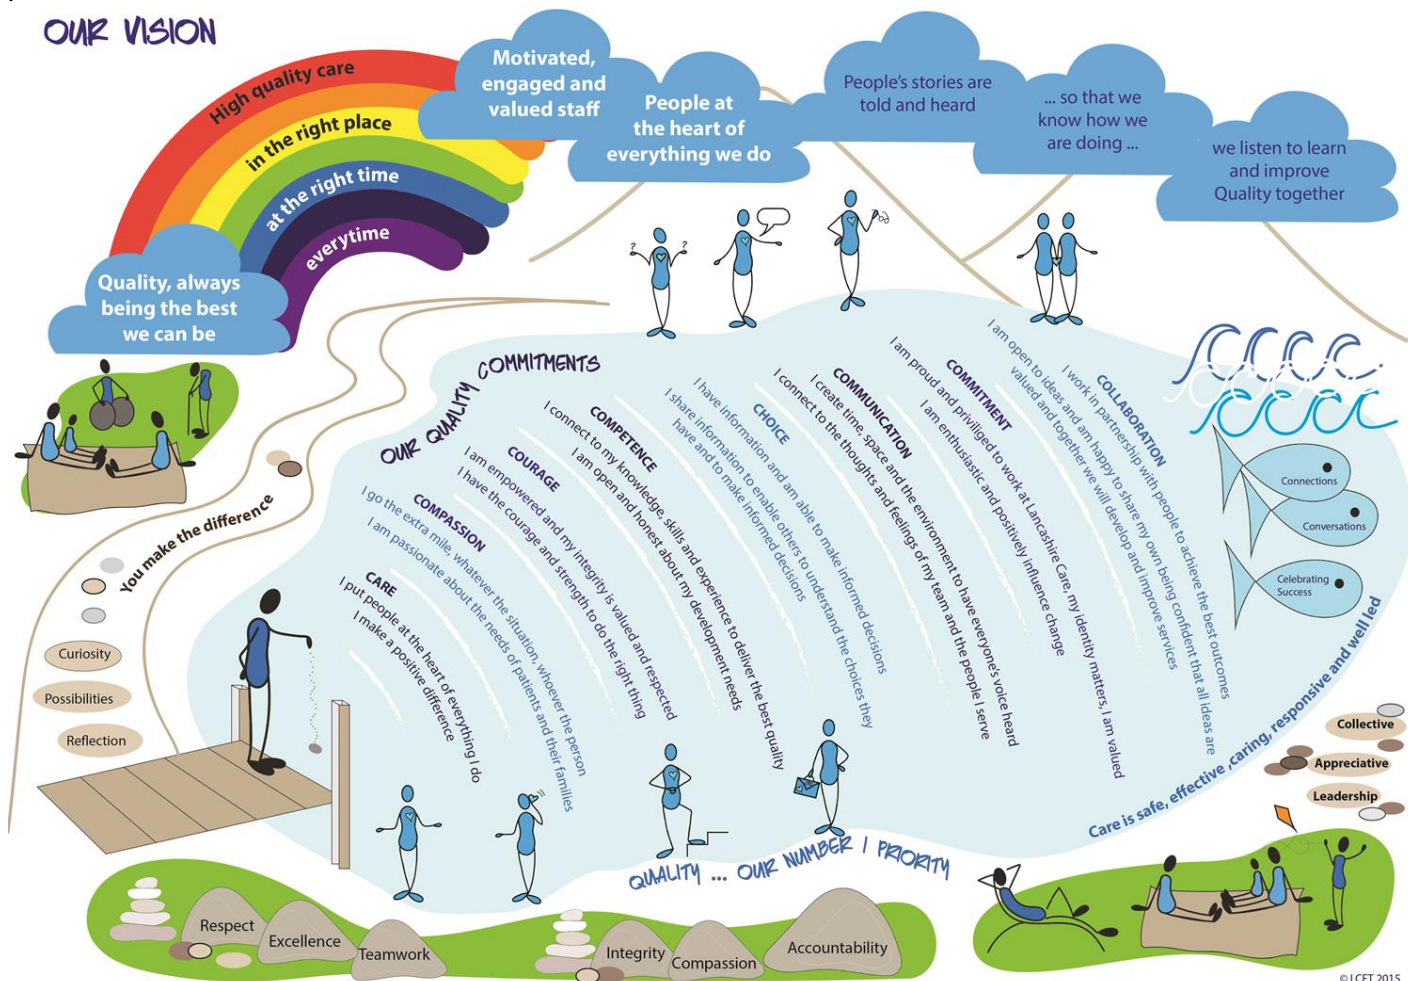 OUR VISION
High quality care
in the right place
at the right time
everytime
Quality, always
being the best
we can be
Motivated,
engaged and
valued staff
People at
the heart of
everything we do
People's stories are
told and heard
... so that we
know how we
are doing ...
we listen to learn
and improve
Quality together
You make the difference
Curiosity
Possibilities
Reflection
OUR QUALITY COMMITMENTS
CARE
I put people at the heart of everything I do
I make a positive difference
COMPASSION
I go the extra mile, whatever the situation, whoever the person
I am passionate about the needs of patients and their families
COURAGE
I am empowered and my integrity is valued and respected
I have the courage and strength to do the right thing
COMPETENCE
I connect to my knowledge, skills and experience to deliver the best quality
I am open and honest about my development needs
CHOICE
I have information and am able to make informed decisions
I share information to enable others to understand the choices they
have and to make informed decisions
COMMUNICATION
I create time, space and the environment to have everyone's voice heard
I connect to the thoughts and feelings of my team and the people I serve
COMMITMENT
I am proud and priviliged to work at Lancashire Care, my identity matters, I am valued
I am enthusiastic and positively influence change
COLLABORATION
I work in partnership with people to achieve the best outcomes
I am open to ideas and am happy to share my own being confident that all ideas are
valued and together we will develop and improve services
? ?
Connections
Conversations
Celebrating
Success
Care is safe, effective ,caring, responsive and well led
Collective
Appreciative
Leadership
QUALITY ... OUR NUMBER 1 PRIORITY
Respect
Excellence
Teamwork
Integrity
Compassion
Accountability
© LCFT 2015